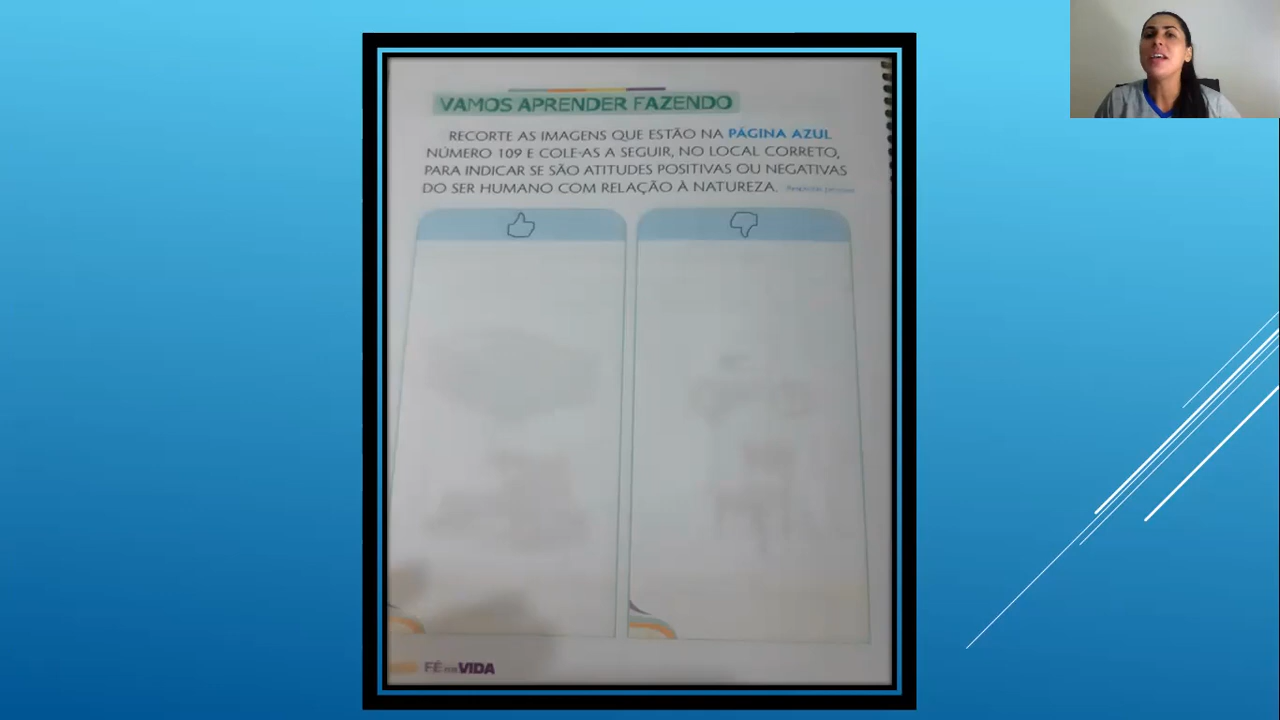 VAMOS APRENDER FAZENDO
RECORTE AS IMAGENS QUE ESTÃO NA PÁGINA AZUL
NÚMERO 109 E COLE-AS A SEGUIR, NO LOCAL CORRETO,
PARA INDICAR SE SÃO ATITUDES POSITIVAS OU NEGATIVAS
DO SER HUMANO COM RELAÇÃO À NATUREZA.
FÉ COM VIDA